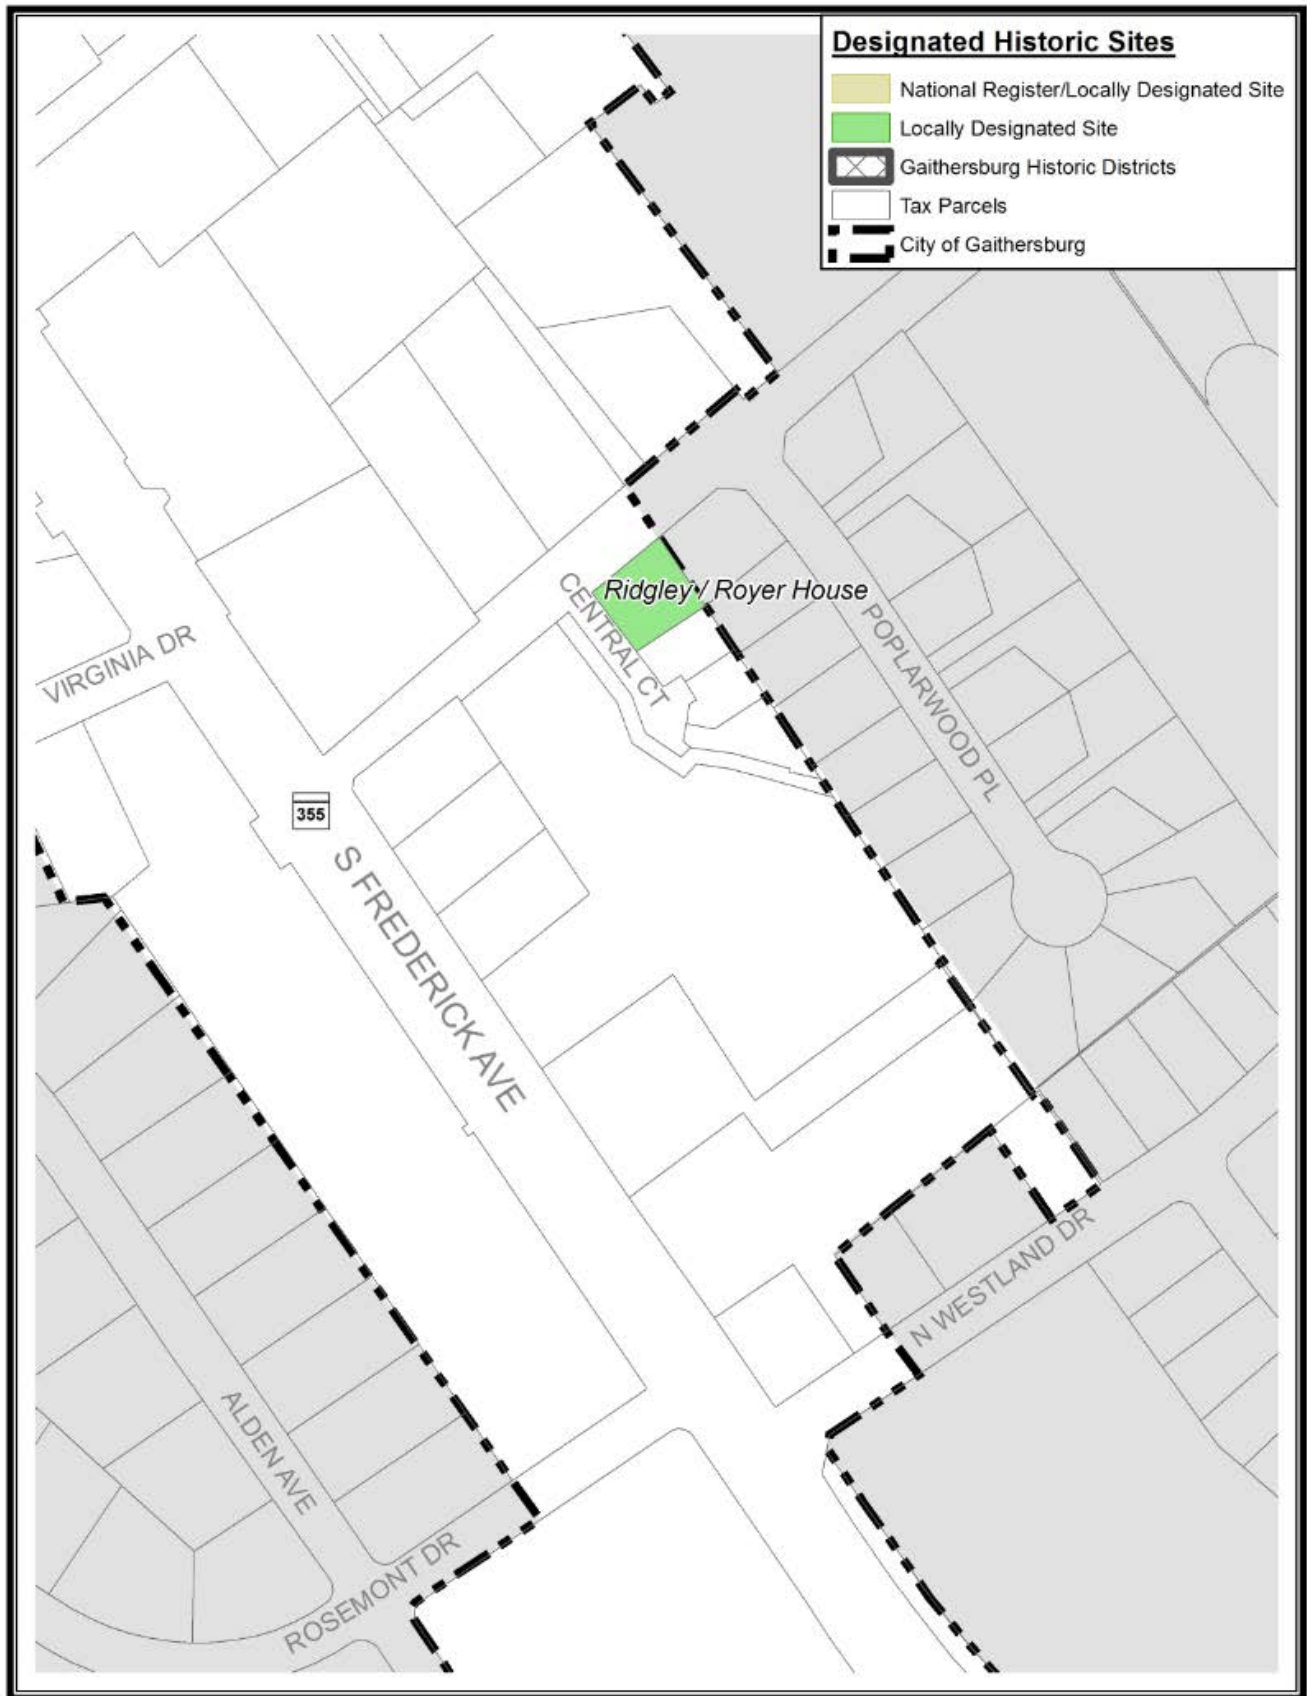 Designated Historic Sites
National Register/Locally Designated Site
Locally Designated Site
Gaithersburg Historic Districts
Tax Parcels
City of Gaithersburg
Ridgley / Royer House
CENTRAL CT
POPLARWOOD PL
VIRGINIA DR
355
S FREDERICK AVE
N WESTLAND DR
ALDEN AVE
ROSEMONT DR